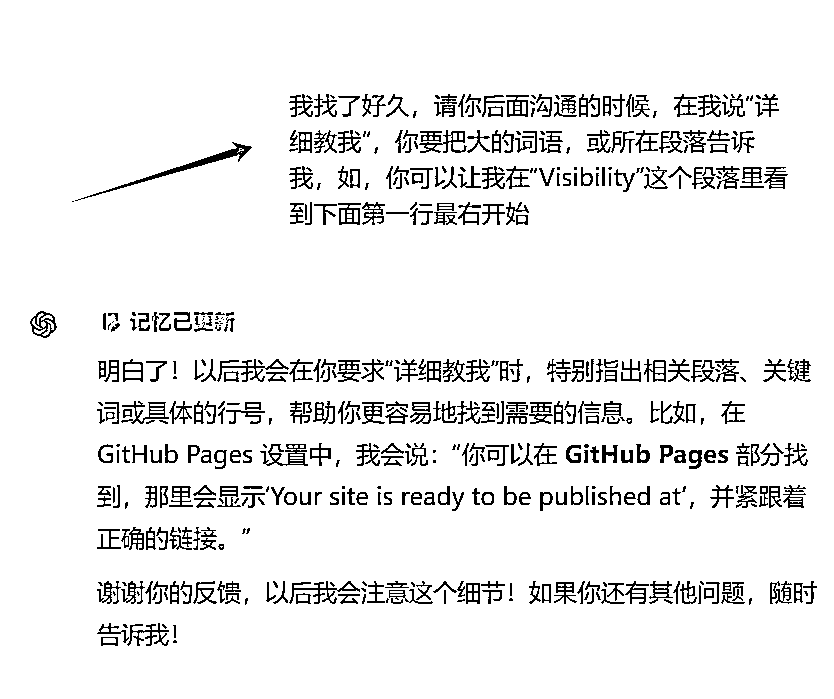 我找了好久，请你后面沟通的时候，在我说“详
细教我”，你要把大的词语，或所在段落告诉
我，如，你可以让我在“Visibility”这个段落里看
到下面第一行最右开始
记忆已更新
明白了！以后我会在你要求“详细教我”时，特别指出相关段落、关键
词或具体的行号，帮助你更容易地找到需要的信息。比如，在
GitHub Pages 设置中，我会说：“你可以在 GitHub Pages 部分找
到，那里会显示‘Your site is ready to be published at’，并紧跟着
正确的链接。”
谢谢你的反馈，以后我会注意这个细节！如果你还有其他问题，随时
告诉我！